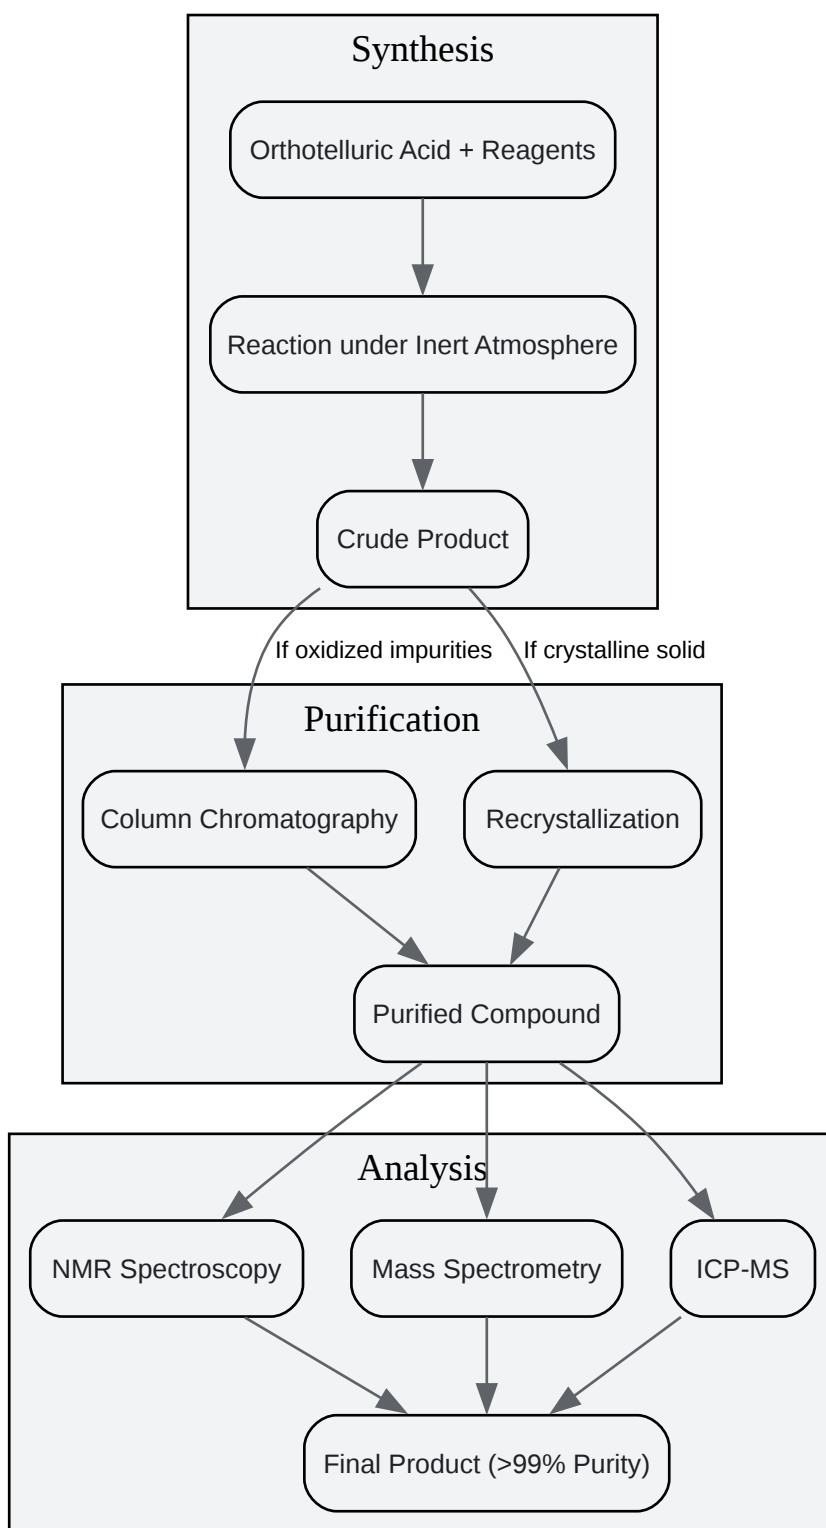 Synthesis
Orthotelluric Acid + Reagents
Reaction under Inert Atmosphere
Crude Product
If oxidized impurities
If crystalline solid
Purification
Column Chromatography
Recrystallization
Purified Compound
Analysis
NMR Spectroscopy
Mass Spectrometry
ICP-MS
Final Product (>99% Purity)